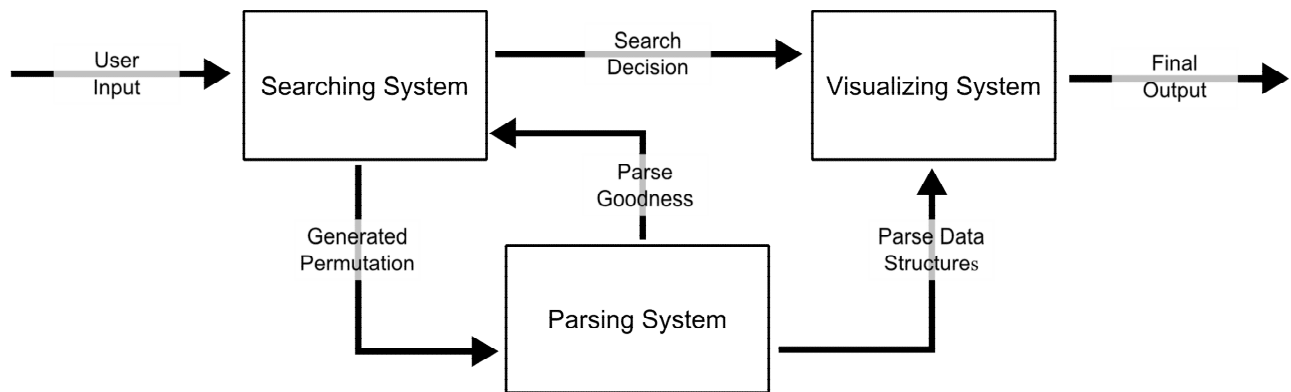 User
Input
Searching System
Search
Decision
Visualizing System
Final
Output
Parse
Goodness
Generated
Permutation
Parse Data
Structures
Parsing System